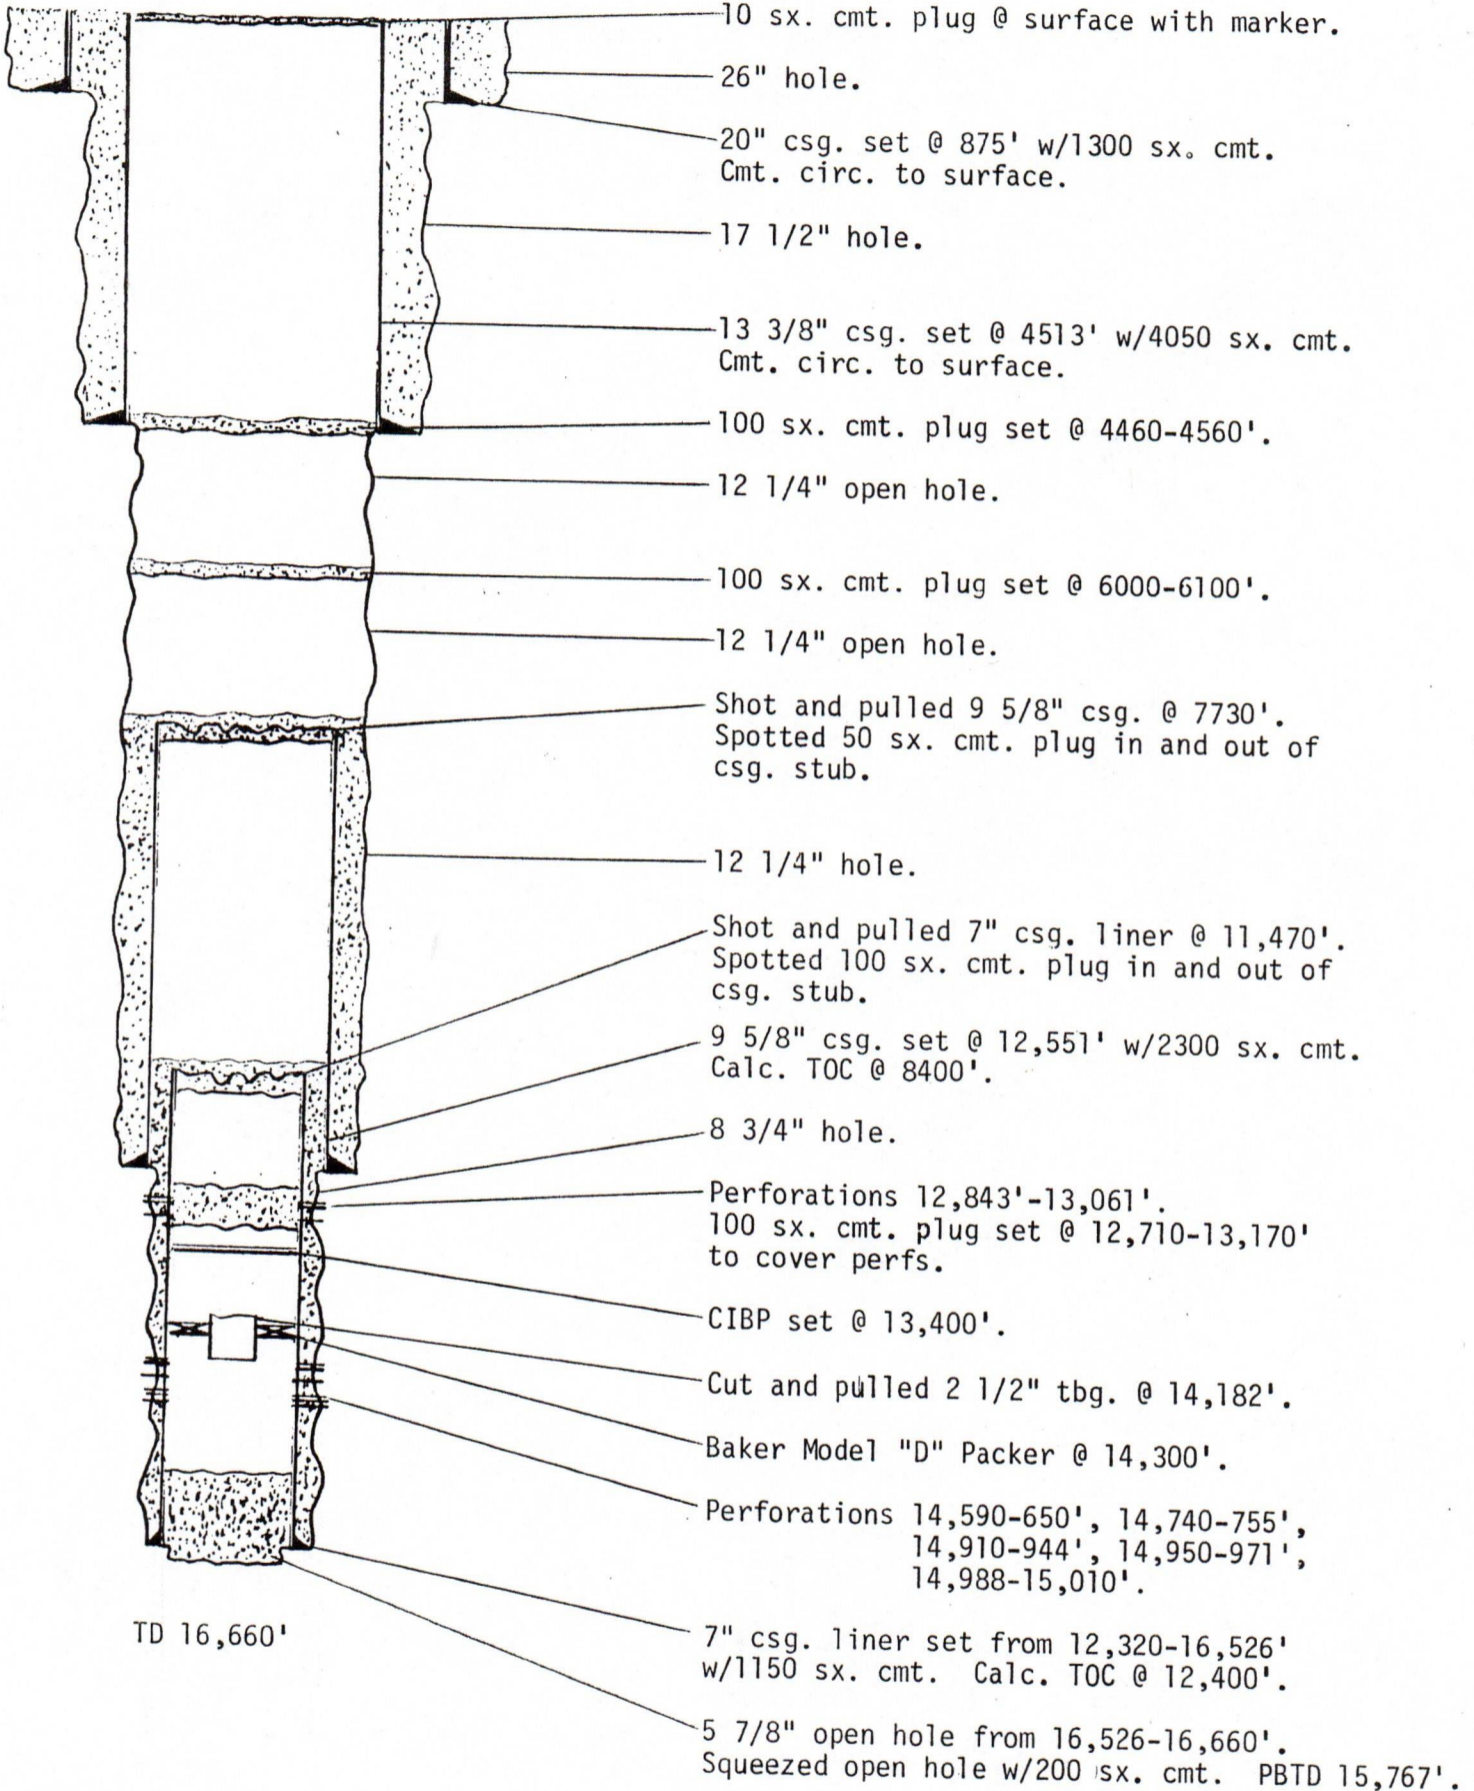 10 sx. cmt. plug @ surface with marker.
26" hole.
20" csg. set @ 875' w/1300 sx. cmt.
Cmt. circ. to surface.
17 1/2" hole.
13 3/8" csg. set @ 4513' w/4050 sx. cmt.
Cmt. circ. to surface.
100 sx. cmt. plug set @ 4460-4560'.
12 1/4" open hole.
100 sx. cmt. plug set @ 6000-6100'.
12 1/4" open hole.
Shot and pulled 9 5/8" csg. @ 7730'.
Spotted 50 sx. cmt. plug in and out of
csg. stub.
12 1/4" hole.
Shot and pulled 7" csg. liner @ 11,470'.
Spotted 100 sx. cmt. plug in and out of
csg. stub.
9 5/8" csg. set @ 12,551' w/2300 sx. cmt.
Calc. TOC @ 8400'.
8 3/4" hole.
Perforations 12,843'-13,061'.
100 sx. cmt. plug set @ 12,710-13,170'
to cover perfs.
CIBP set @ 13,400'.
Cut and pulled 2 1/2" tbg. @ 14,182'.
Baker Model "D" Packer @ 14,300'.
Perforations 14,590-650', 14,740-755',
14,910-944', 14,950-971',
14,988-15,010'.
TD 16,660'
7" csg. liner set from 12,320-16,526'
w/1150 sx. cmt. Calc. TOC @ 12,400'.
5 7/8" open hole from 16,526-16,660'.
Squeezed open hole w/200 sx. cmt. PBTD 15,767'.